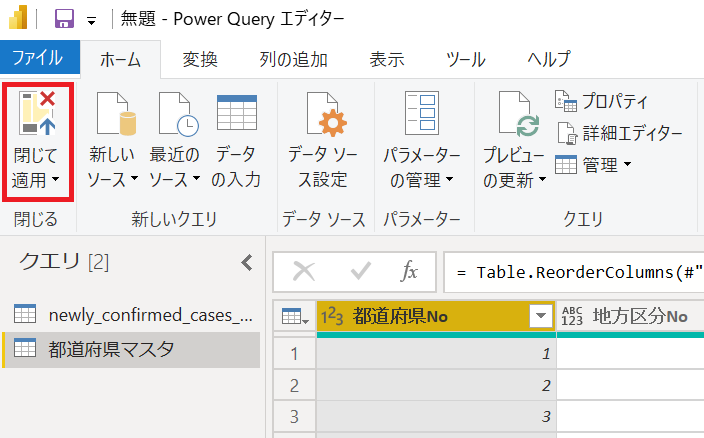 無題 - Power Query エディター
ファイル ホーム 変換 列の追加 表示 ツール ヘルプ
閉じて
適用
閉じる
新しい
ソース
最近の
ソース
データ
の入力
新しいクエリ
データ ソー
ス設定
データ ソース
パラメーター
の管理
パラメーター
プレビュー
の更新
プロパティ
詳細エディター
管理
クエリ
クエリ [2]
fx
= Table.ReorderColumns(#"
newly_confirmed_cases_...
都道府県マスタ
123 都道府県No
ABC
123 地方区分No
1 1
2 2
3 3